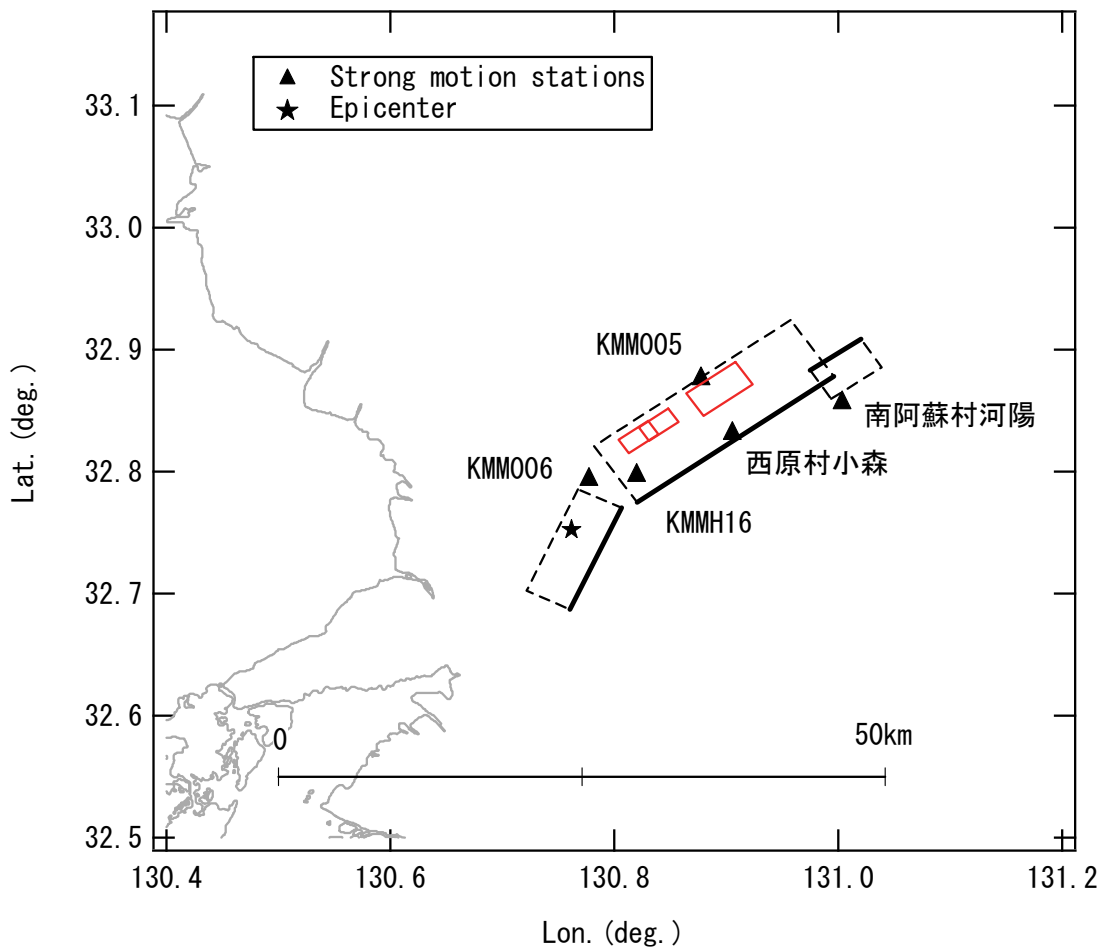 Strong motion stations
Epicenter
33.1
33.0
32.9
32.8
32.7
32.6
32.5
Lat. (deg.)
KMM005
南阿蘇村河陽
西原村小森
KMM006
KMMH16
0
50km
130.4
130.6
130.8
131.0
131.2
Lon. (deg.)